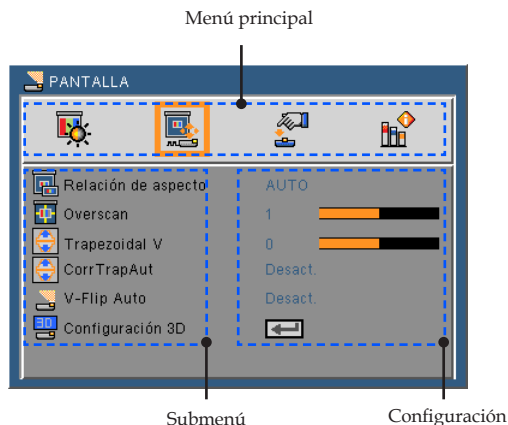 Menú principal
PANTALLA
Relación de aspecto AUTO
Overscan 1
Trapezoidal V 0
CorrTrapAut Desact.
V-Flip Auto Desact.
3D Configuración 3D
Submenú Configuración